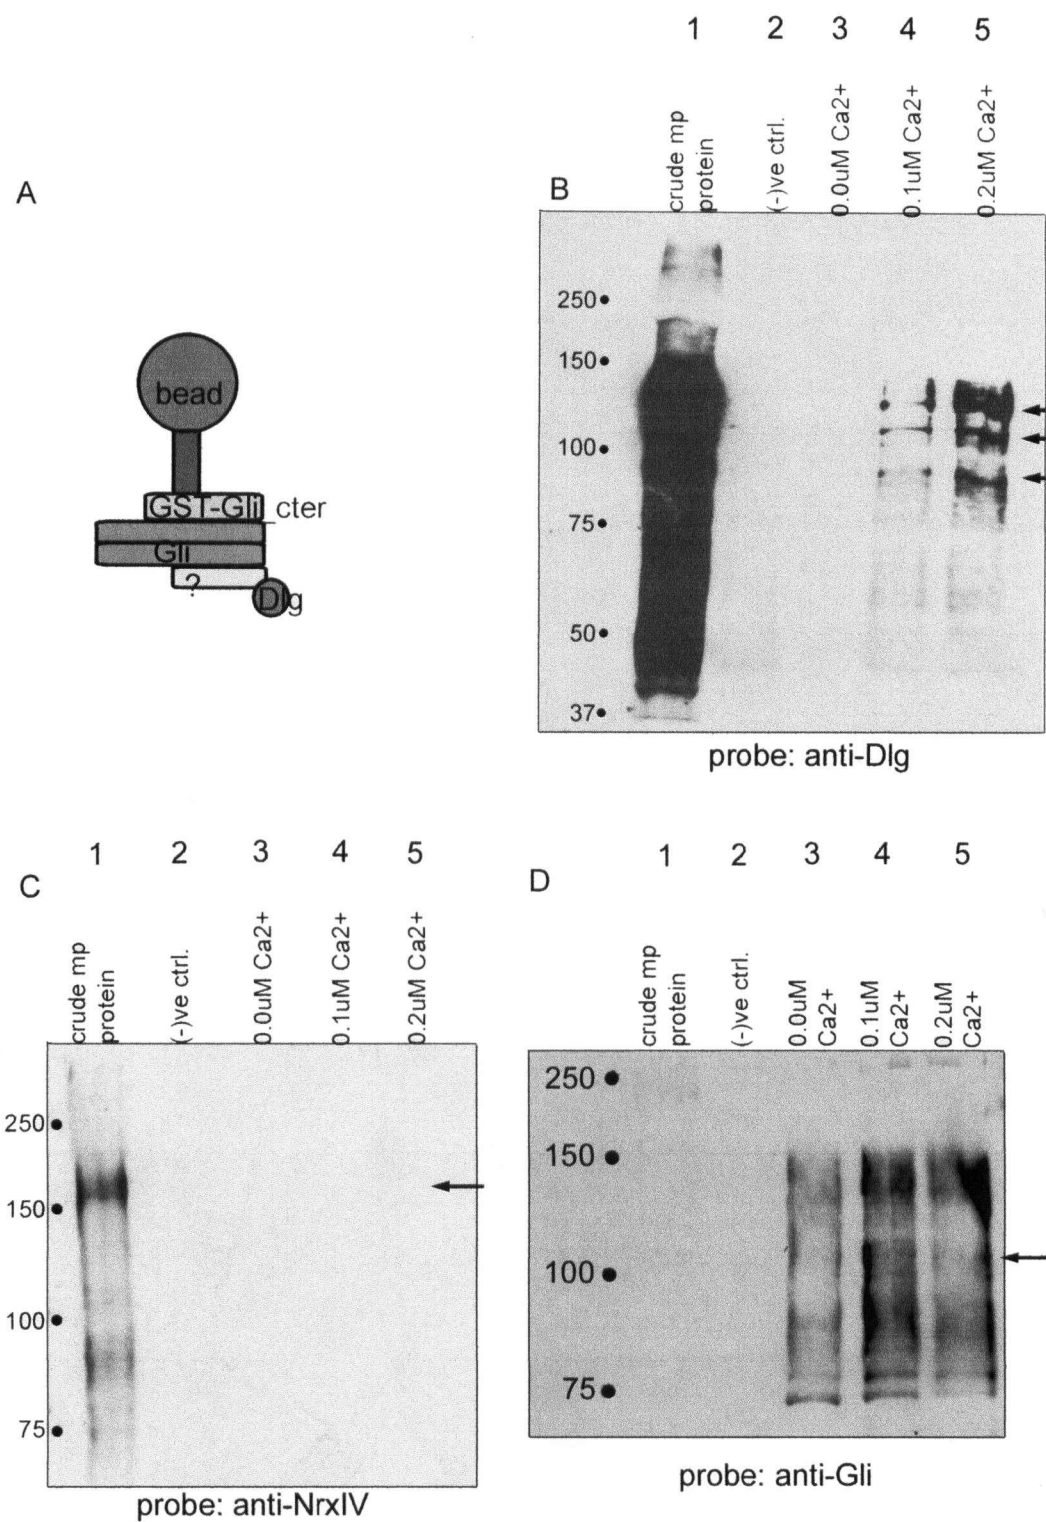 1 2 3 4 5
crude mp
protein
(-)ve ctrl.
0.0uM Ca2+
0.1uM Ca2+
0.2uM Ca2+
A
B
bead
GST-Gli_cter
Gli
?
Dlg
250
150
100
75
50
37
probe: anti-Dlg
1 2 3 4 5
C
crude mp
protein
(-)ve ctrl.
0.0uM Ca2+
0.1uM Ca2+
0.2uM Ca2+
250
150
100
75
probe: anti-NrxIV
1 2 3 4 5
D
crude mp
protein
(-)ve ctrl.
0.0uM
Ca2+
0.1uM
Ca2+
0.2uM
Ca2+
250
150
100
75
probe: anti-Gli